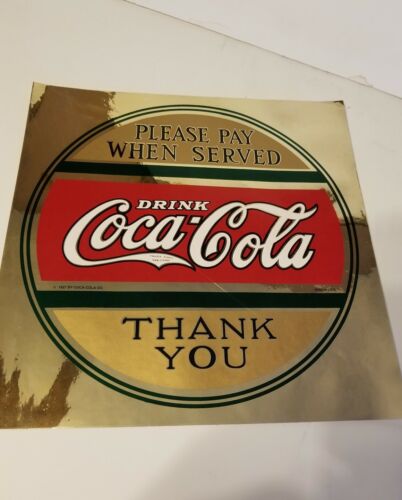 PLEASE PAY
WHEN SERVED
DRINK
Coca-Cola
THANK
YOU